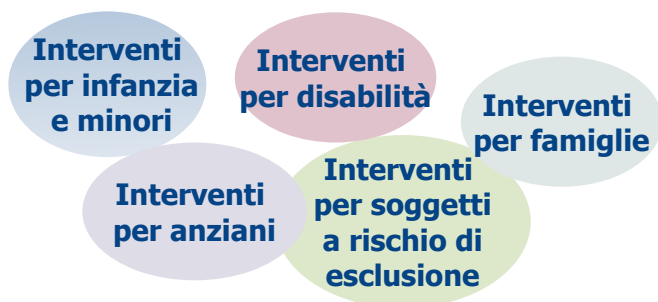 Interventi
per infanzia
e minori
Interventi
per disabilità
Interventi
per famiglie
Interventi
per anziani
Interventi
per soggetti
a rischio di
esclusione